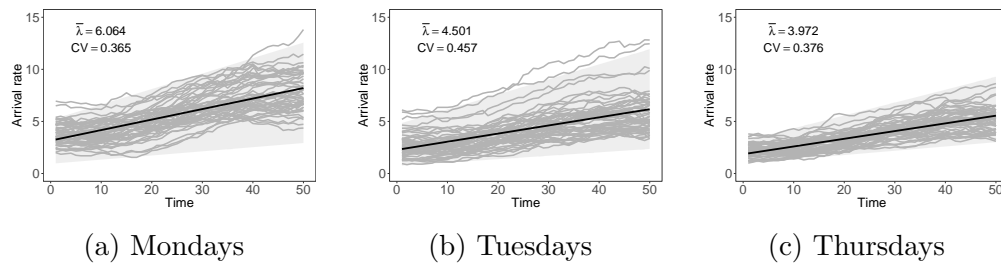 15
10
5
0
Arrival rate
λ̅ = 6.064
CV = 0.365
0 10 20 30 40 50
Time
(a) Mondays
15
10
5
0
Arrival rate
λ̅ = 4.501
CV = 0.457
0 10 20 30 40 50
Time
(b) Tuesdays
15
10
5
0
Arrival rate
λ̅ = 3.972
CV = 0.376
0 10 20 30 40 50
Time
(c) Thursdays